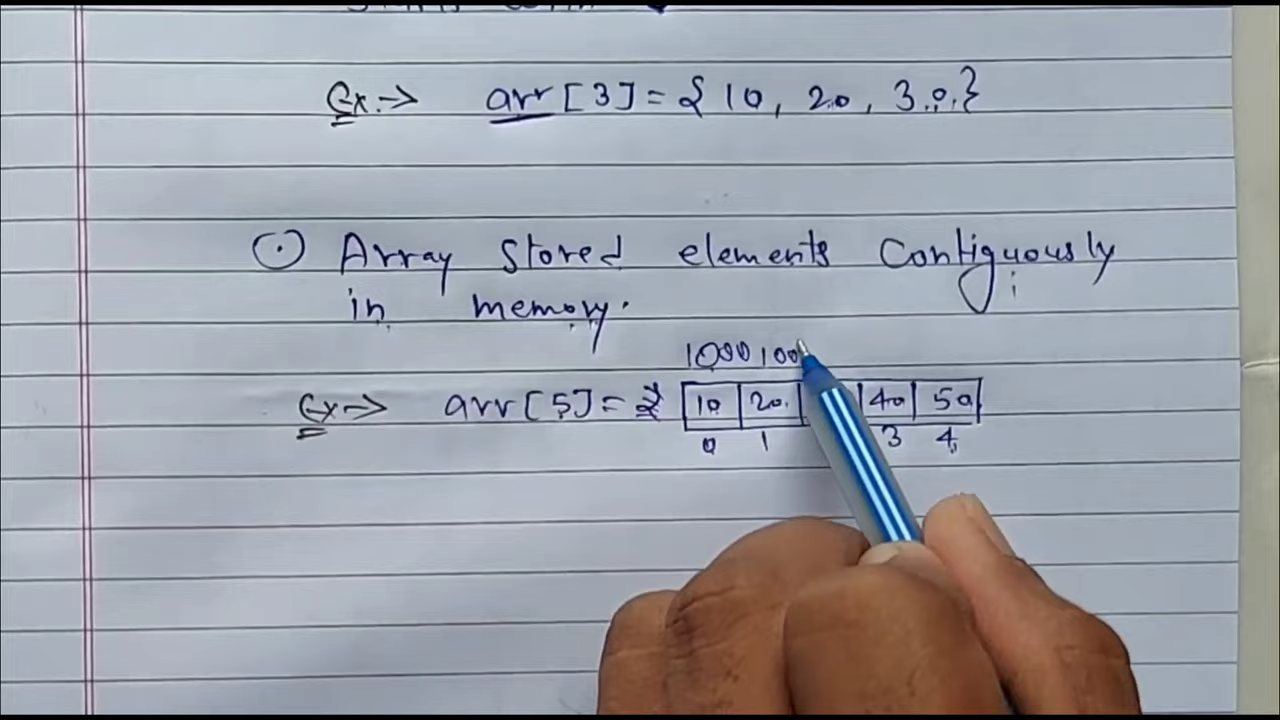 Ex.→ arr[3] = { 10, 20, 30 }
⊙ Array stored elements contiguously
in memory.
1000 100
Ex→ arr[5] = { 10 20 40 50
0 1 3 4